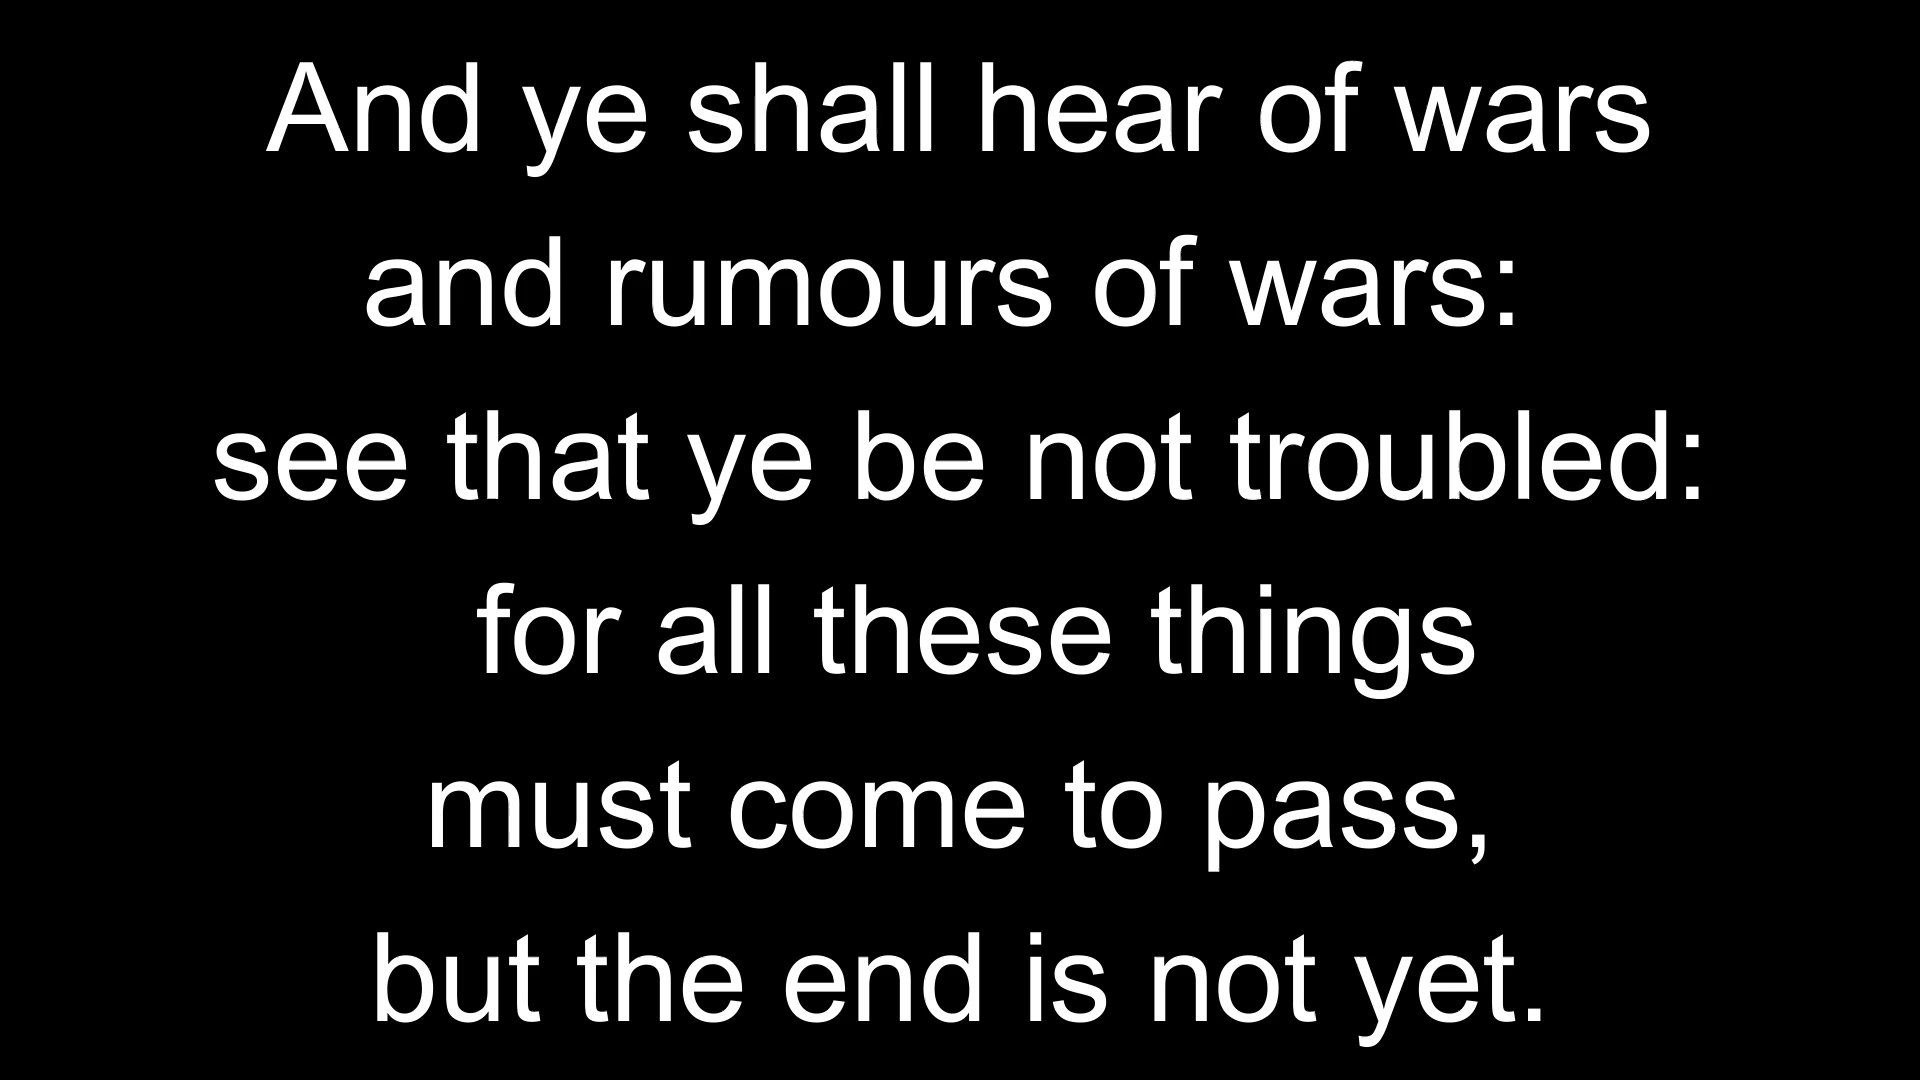 And ye shall hear of wars
and rumours of wars:
see that ye be not troubled:
for all these things
must come to pass,
but the end is not yet.